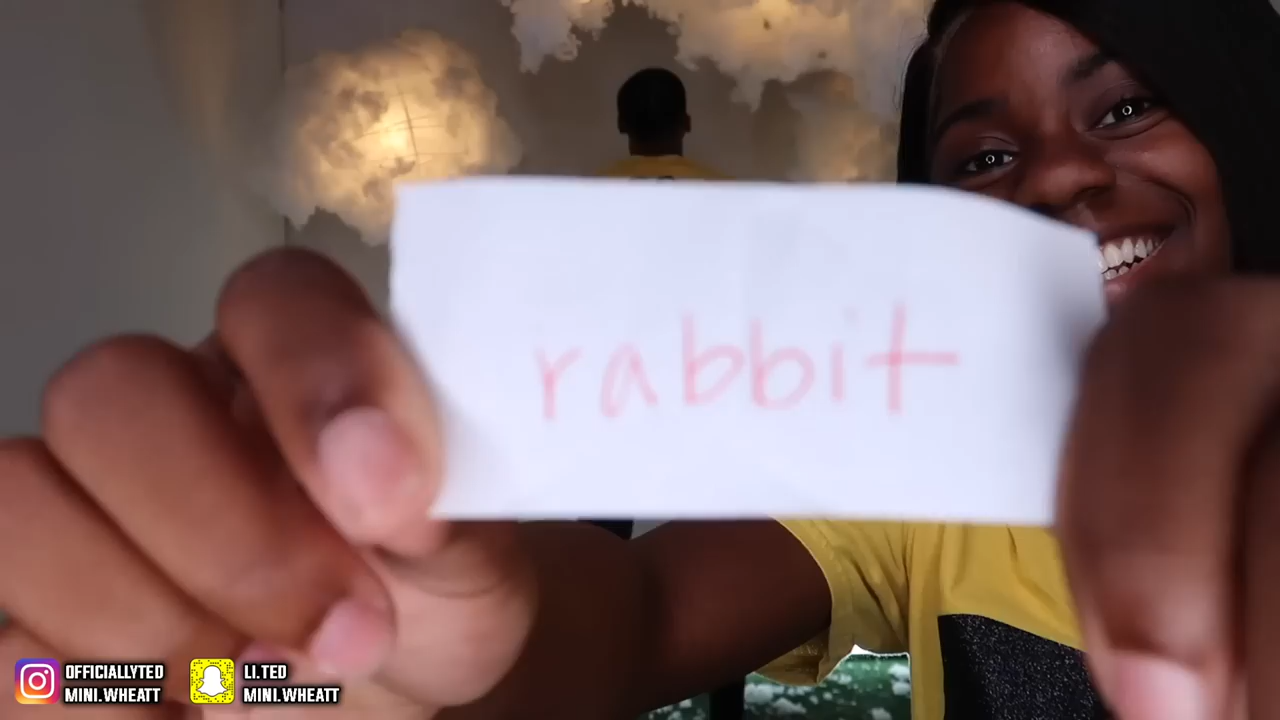 rabbit
OFFICIALLYTED
MINI.WHEATT
LI.TED
MINI.WHEATT